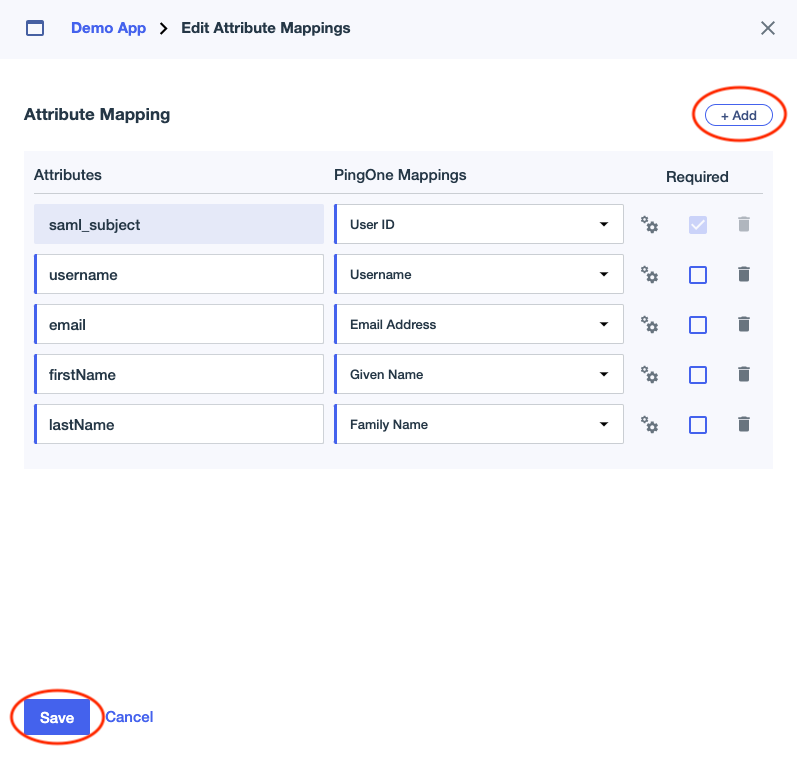 Demo App > Edit Attribute Mappings
Attribute Mapping
+ Add
Attributes PingOne Mappings Required
saml_subject User ID
username Username
email Email Address
firstName Given Name
lastName Family Name
Save Cancel